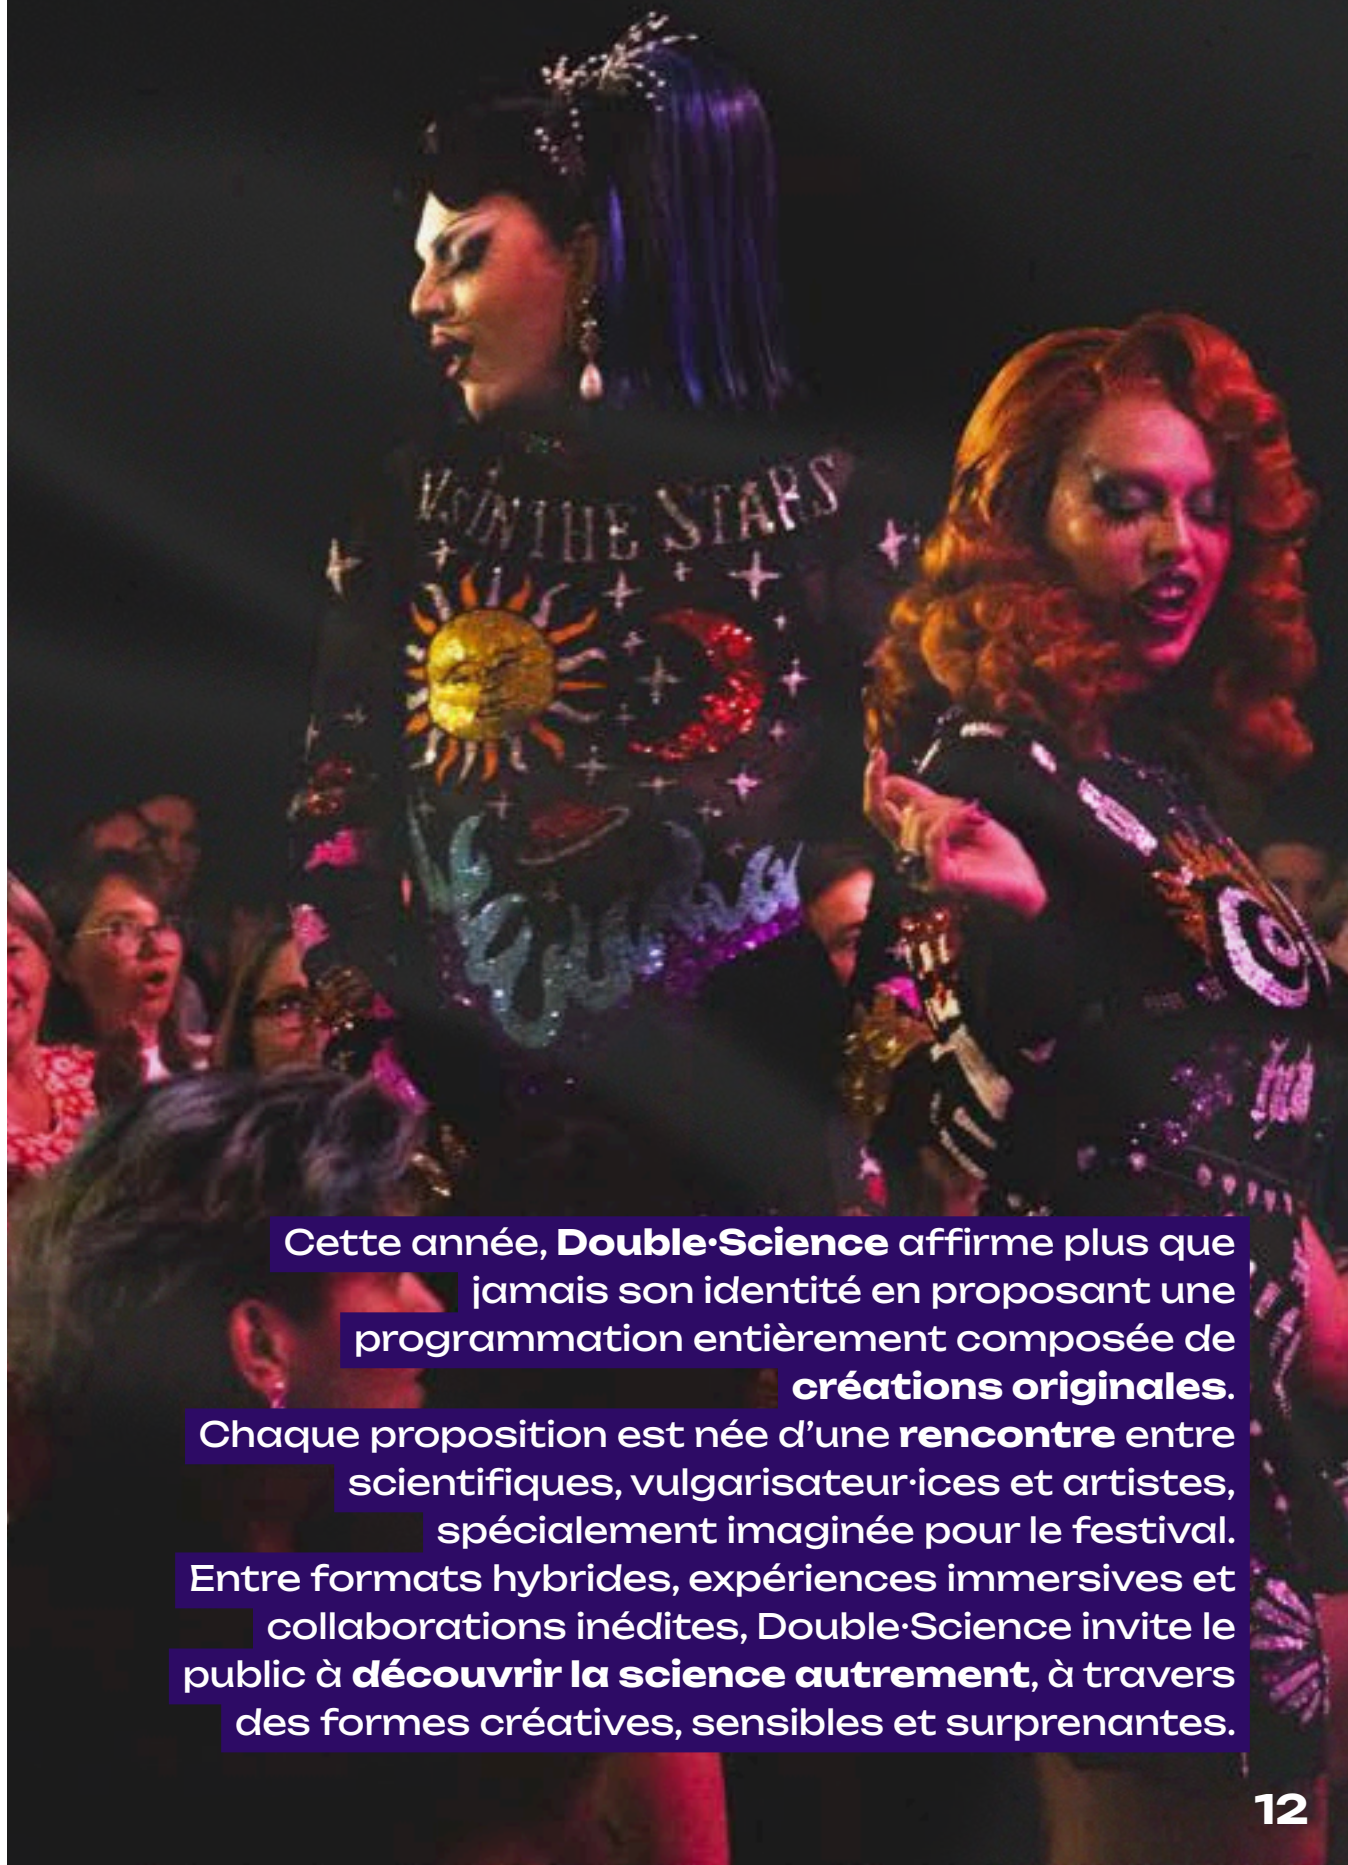 THE STARS
Cette année, Double·Science affirme plus que
jamais son identité en proposant une
programmation entièrement composée de
créations originales.
Chaque proposition est née d’une rencontre entre
scientifiques, vulgarisateur·ices et artistes,
spécialement imaginée pour le festival.
Entre formats hybrides, expériences immersives et
collaborations inédites, Double·Science invite le
public à découvrir la science autrement, à travers
des formes créatives, sensibles et surprenantes.
12